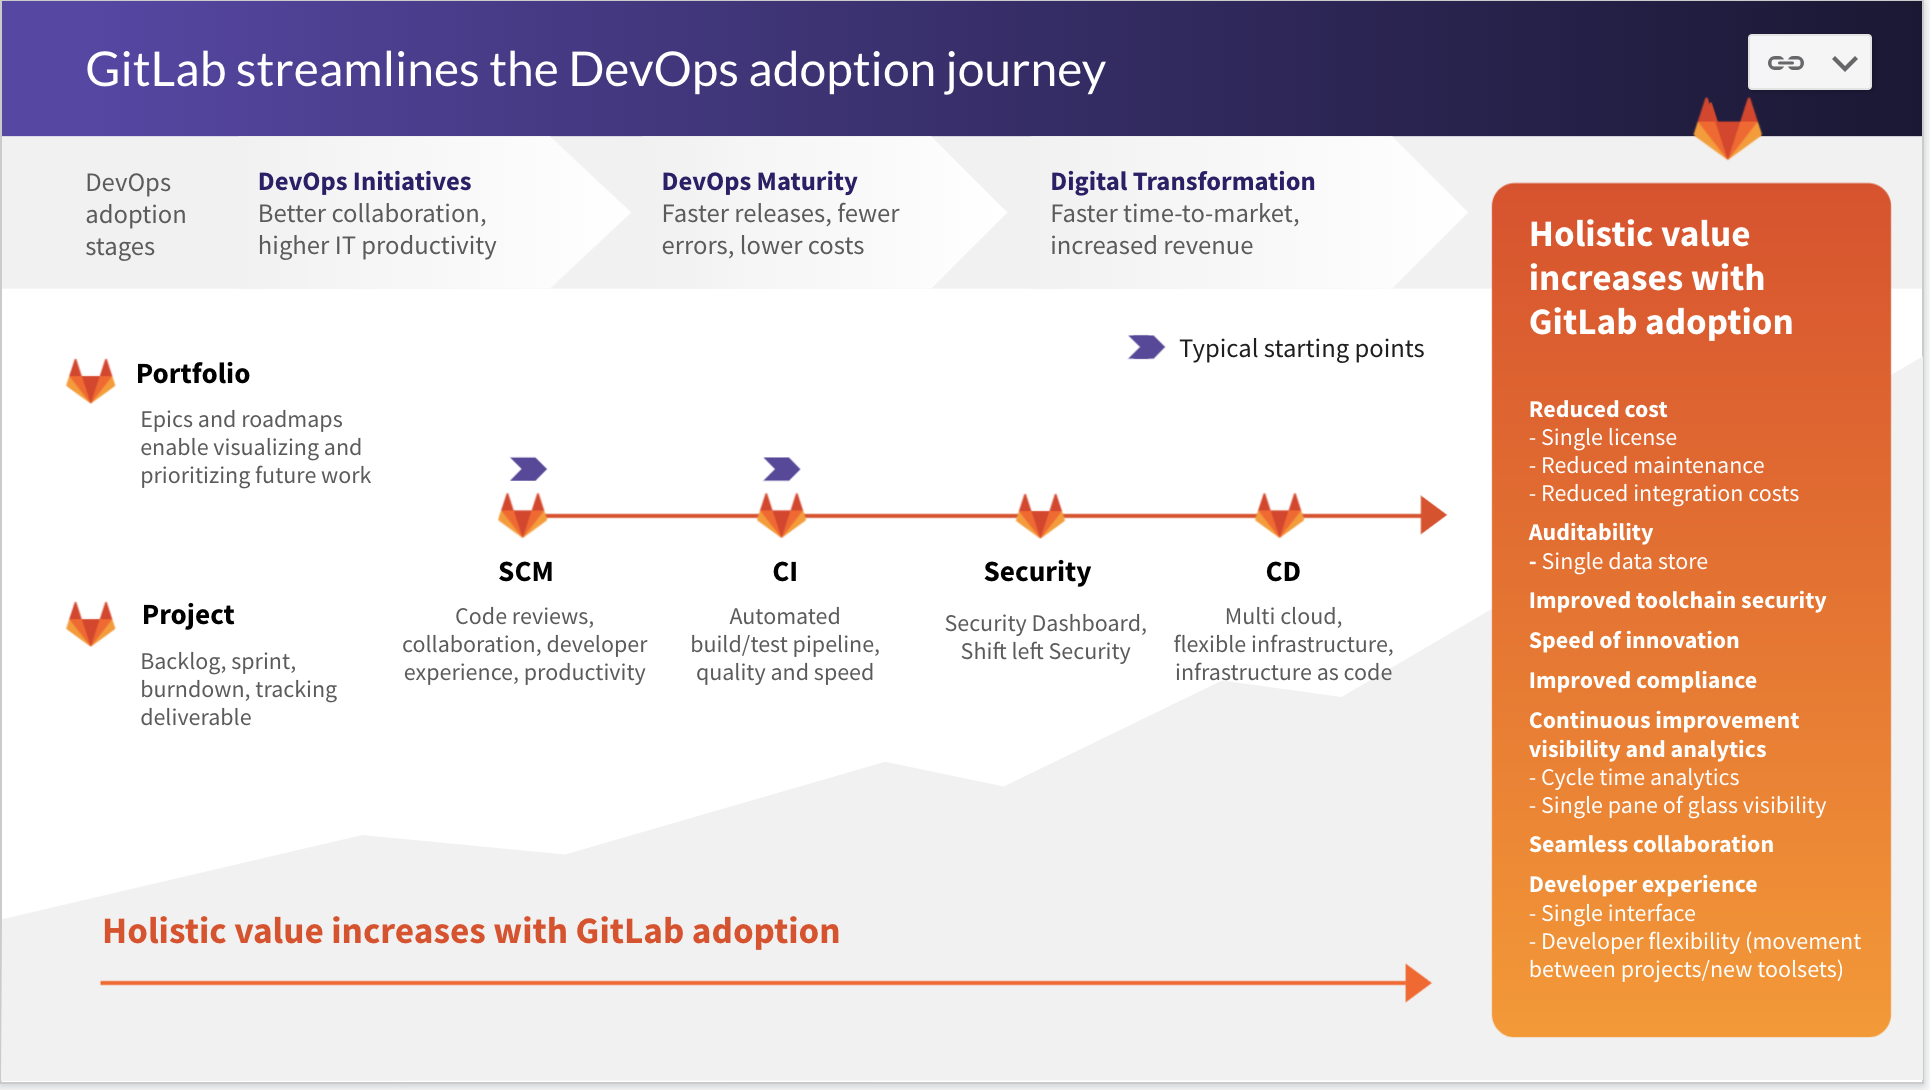 GitLab streamlines the DevOps adoption journey
DevOps
adoption
stages
DevOps Initiatives
Better collaboration,
higher IT productivity
DevOps Maturity
Faster releases, fewer
errors, lower costs
Digital Transformation
Faster time-to-market,
increased revenue
Typical starting points
Portfolio
Epics and roadmaps
enable visualizing and
prioritizing future work
Project
Backlog, sprint,
burndown, tracking
deliverable
SCM
Code reviews,
collaboration, developer
experience, productivity
CI
Automated
build/test pipeline,
quality and speed
Security
Security Dashboard,
Shift left Security
CD
Multi cloud,
flexible infrastructure,
infrastructure as code
Holistic value increases with GitLab adoption
Holistic value
increases with
GitLab adoption
Reduced cost
- Single license
- Reduced maintenance
- Reduced integration costs
Auditability
- Single data store
Improved toolchain security
Speed of innovation
Improved compliance
Continuous improvement
visibility and analytics
- Cycle time analytics
- Single pane of glass visibility
Seamless collaboration
Developer experience
- Single interface
- Developer flexibility (movement
between projects/new toolsets)